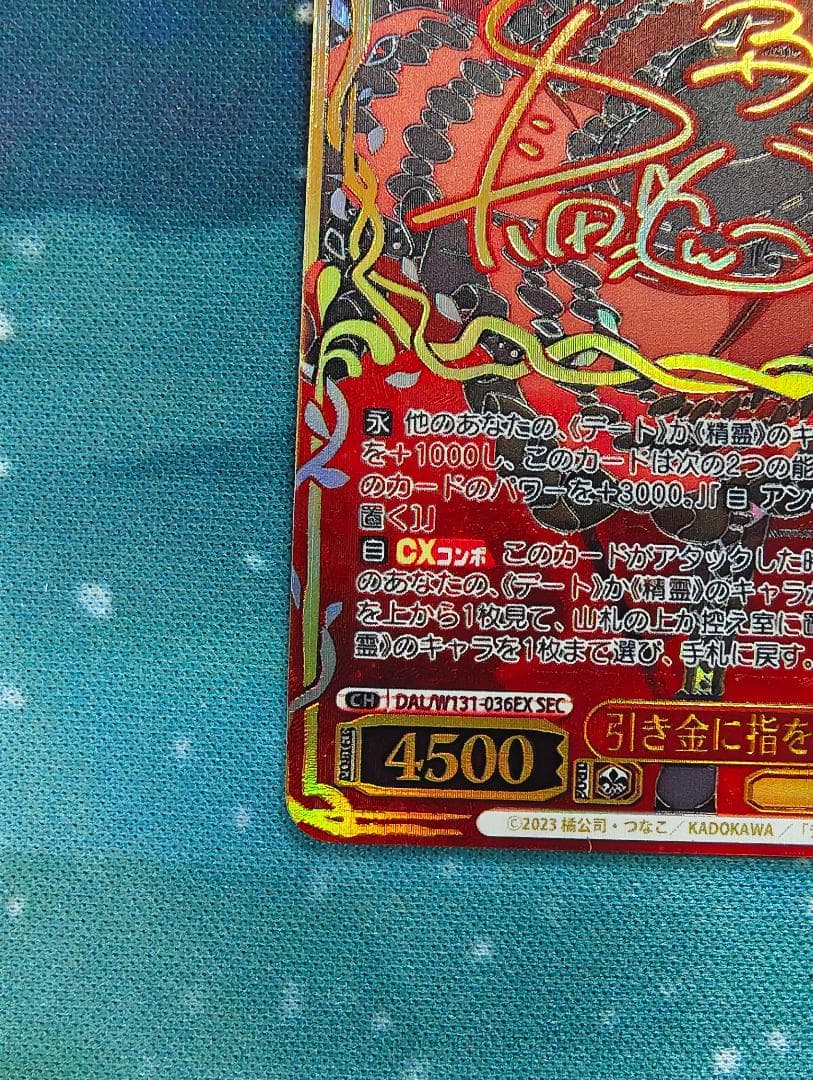 永 他のあなたの、《デート》か《精霊》のキ
を+1000し、このカードは次の2つの能
のカードのパワーを+3000。』『自 アン
置く]』
自 CXコンボ このカードがアタックした時
のあなたの、《デート》か《精霊》のキャラが
を上から1枚見て、山札の上か控え室に置
霊》のキャラを1枚まで選び、手札に戻す。
CH DAL/W131-036EX SEC
POWER 4500
引き金に指を
©2023 橘公司・つなこ／KADOKAWA ／「デ